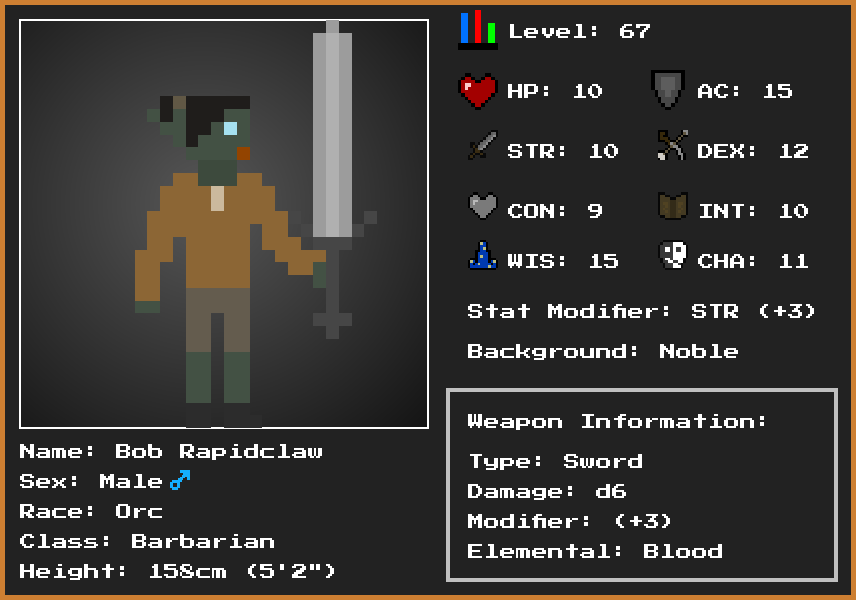 Level: 67
HP: 10
AC: 15
STR: 10
DEX: 12
CON: 9
INT: 10
WIS: 15
CHA: 11
Stat Modifier: STR (+3)
Background: Noble
Weapon Information:
Type: Sword
Damage: d6
Modifier: (+3)
Elemental: Blood
Name: Bob Rapidclaw
Sex: Male ♂
Race: Orc
Class: Barbarian
Height: 158cm (5'2")